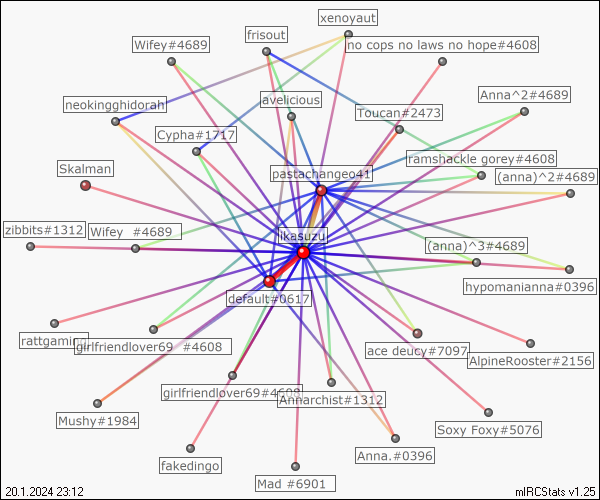 xenoyaut
frisout
Wifey#4689
no cops no laws no hope#4608
Anna^2#4689
avelicious
neokingghidorah
Toucan#2473
Cypha#1717
ramshackle gorey#4608
Skalman
pastachangeo41
(anna)^2#4689
zibbits#1312
Wifey #4689
ikasuzu
(anna)^3#4689
hypomanianna#0396
default#0617
rattgaming
girlfriendlover69 #4608
ace deucy#7097
AlpineRooster#2156
girlfriendlover69#4608
Annarchist#1312
Mushy#1984
Soxy Foxy#5076
fakedingo
Anna.#0396
Mad #6901
20.1.2024 23:12
mIRCStats v1.25